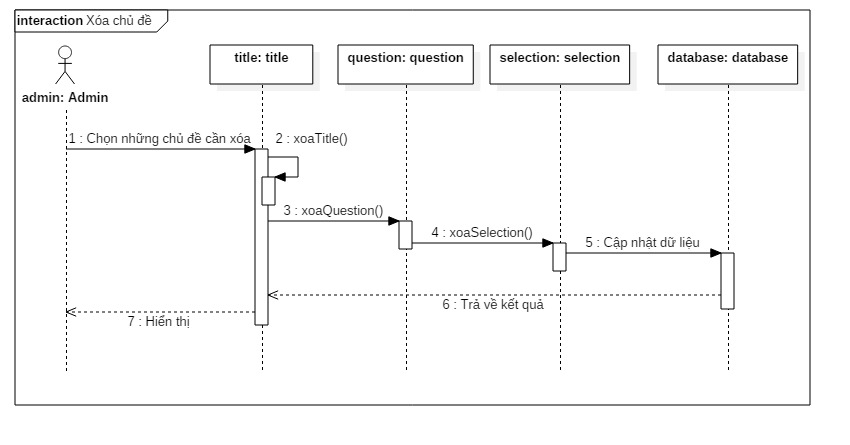 interaction Xóa chủ đề
admin: Admin
title: title
question: question
selection: selection
database: database
1 : Chọn những chủ đề cần xóa
2 : xoaTitle()
3 : xoaQuestion()
4 : xoaSelection()
5 : Cập nhật dữ liệu
6 : Trả về kết quả
7 : Hiển thị